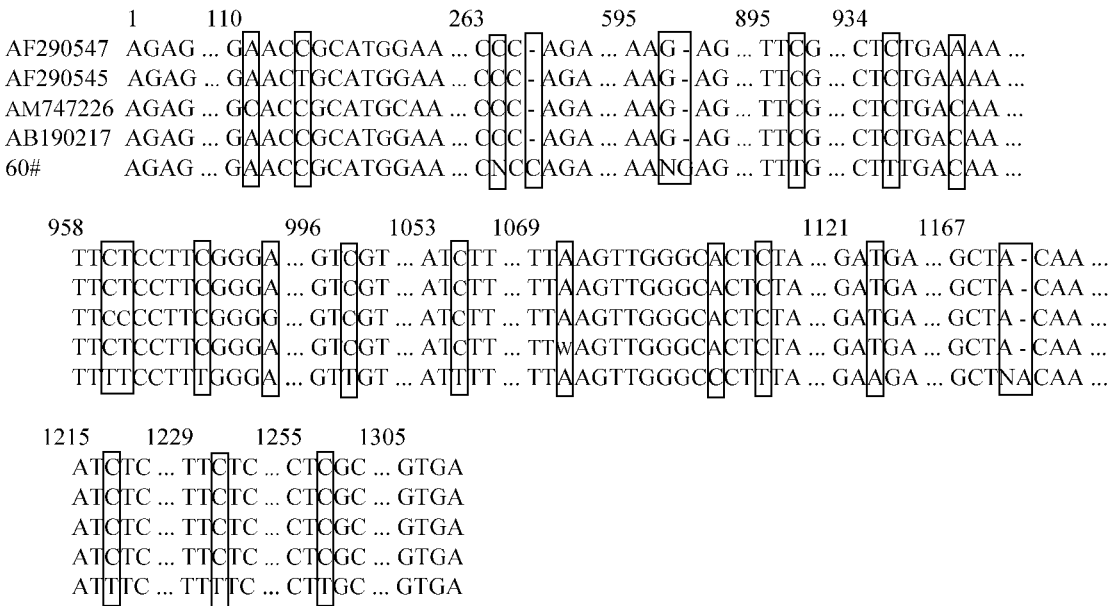 1 110 263 595 895 934
AF290547 AGAG ... GAACCGCATGGAA ... CCCC-AGA ... AAG-AG ... TTCG ... CTCTGAAAA ...
AF290545 AGAG ... GAACTGCATGGAA ... CCCC-AGA ... AAG-AG ... TTCG ... CTCTGAAAA ...
AM747226 AGAG ... GCACCGCATGCAA ... CCCC-AGA ... AAG-AG ... TTCG ... CTCTGACAA ...
AB190217 AGAG ... GAACCGCATGGAA ... CCCC-AGA ... AAG-AG ... TTCG ... CTCTGACAA ...
60# AGAG ... GAACCGCATGGAA ... CNCCAGA ... AANGAG ... TTTG ... CTTTGACAA ...
958 996 1053 1069 1121 1167
TTCTCCTTCGGGA ... GTCGT ... ATCTT ... TTAAGTTGGGCACTCTA ... GATGA ... GCTA-CAA ...
TTCTCCTTCGGGA ... GTCGT ... ATCTT ... TTAAGTTGGGCACTCTA ... GATGA ... GCTA-CAA ...
TTCCCCTTCGGGG ... GTCGT ... ATCTT ... TTAAGTTGGGCACTCTA ... GATGA ... GCTA-CAA ...
TTCTCCTTCGGGA ... GTCGT ... ATCTT ... TTWAGTTGGGCACTCTA ... GATGA ... GCTA-CAA ...
TTTTCCTTTGGGA ... GTTGT ... ATTTT ... TTAAGTTGGGCCCTTTA ... GAAGA ... GCTNACAA ...
1215 1229 1255 1305
ATCTC ... TTCTC ... CTCGC ... GTGA
ATCTC ... TTCTC ... CTCGC ... GTGA
ATCTC ... TTCTC ... CTCGC ... GTGA
ATCTC ... TTCTC ... CTCGC ... GTGA
ATTTC ... TTTTC ... CTTGC ... GTGA